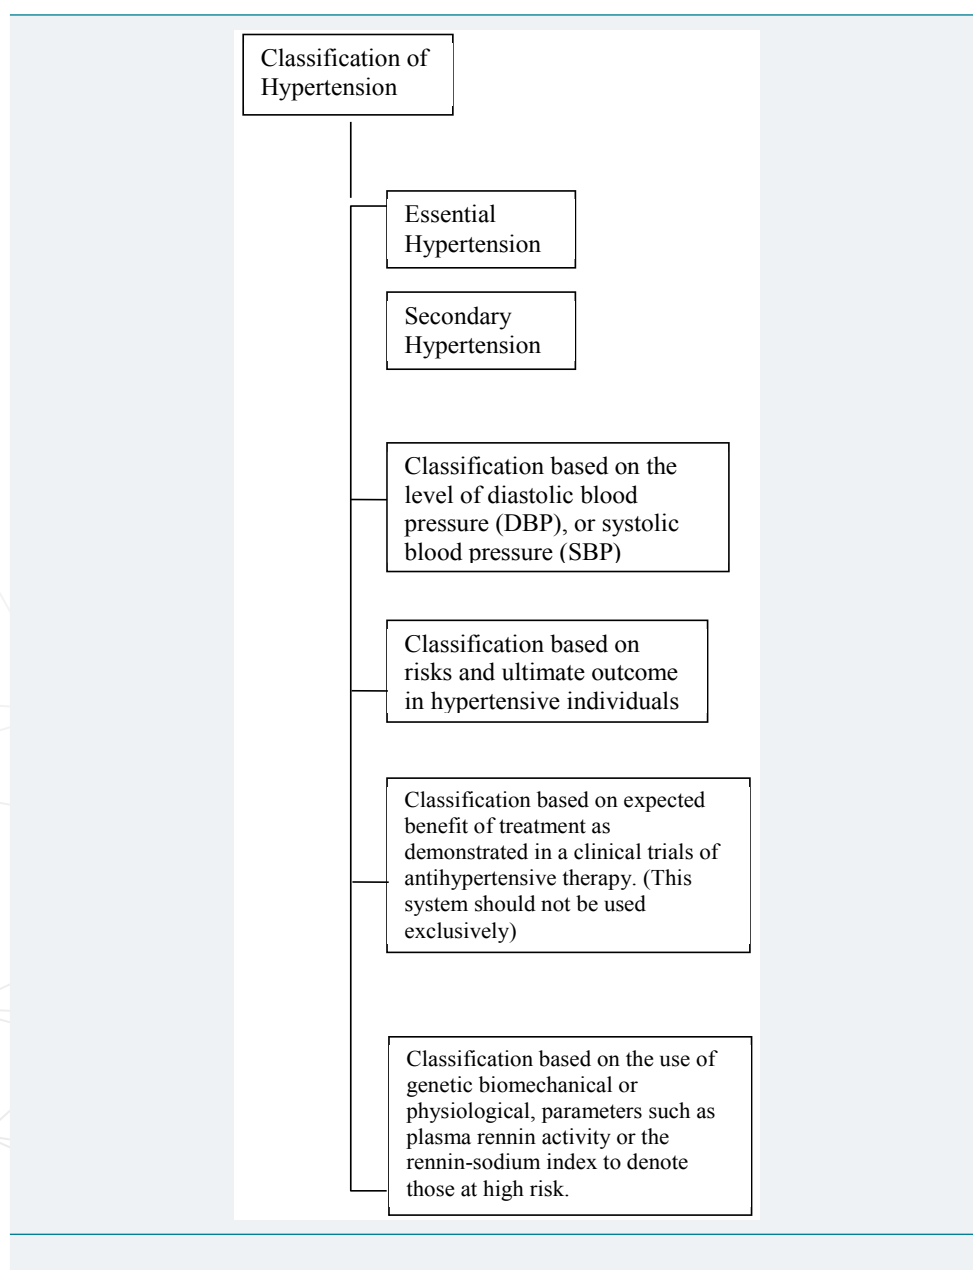 Classification of
Hypertension
Essential
Hypertension
Secondary
Hypertension
Classification based on the
level of diastolic blood
pressure (DBP), or systolic
blood pressure (SBP)
Classification based on
risks and ultimate outcome
in hypertensive individuals
Classification based on expected
benefit of treatment as
demonstrated in a clinical trials of
antihypertensive therapy. (This
system should not be used
exclusively)
Classification based on the use of
genetic biomechanical or
physiological, parameters such as
plasma rennin activity or the
rennin-sodium index to denote
those at high risk.